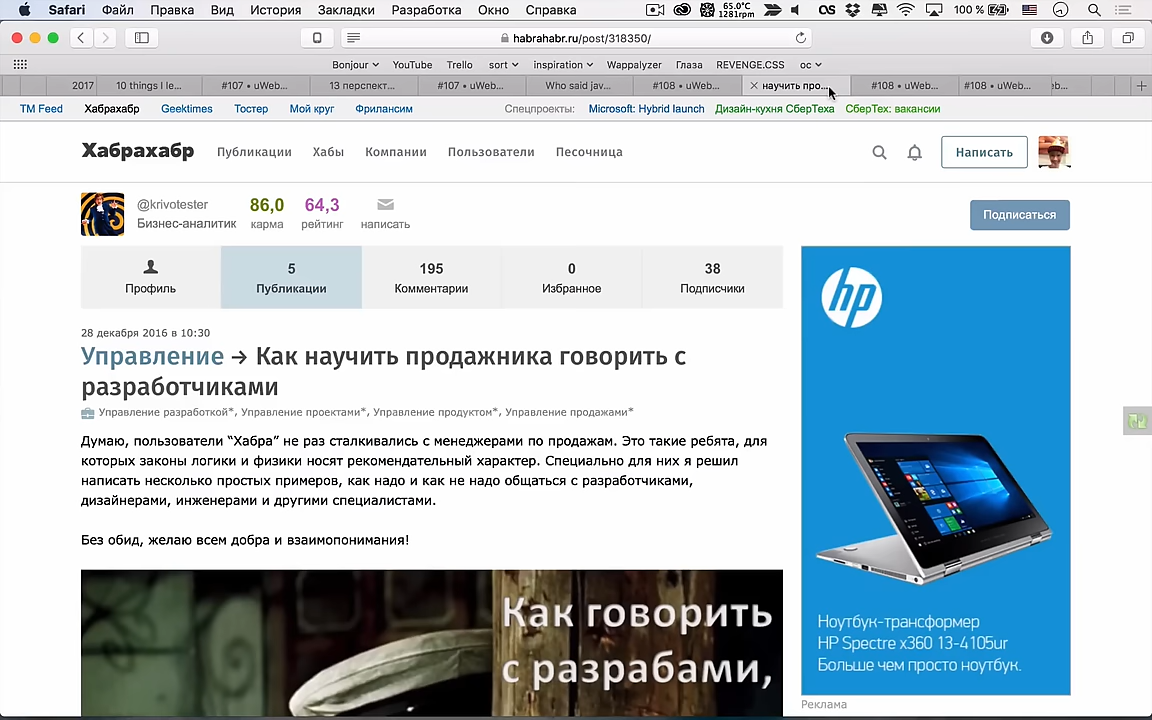 Safari Файл Правка Вид История Закладки Разработка Окно Справка
65.0°C
1281rpm
100 %
habrahabr.ru/post/318350/
Bonjour YouTube Trello sort inspiration Wappalyzer Глаза REVENGE.CSS ос
2017 10 things I le... #107 • uWeb... 13 перспект... #107 • uWeb... Who said jav... #108 • uWeb... научить про... #108 • uWeb... #108 • uWeb...
TM Feed Хабрахабр Geektimes Тостер Мой круг Фрилансим Спецпроекты: Microsoft: Hybrid launch Дизайн-кухня СберТеха СберТех: вакансии
Хабрахабр Публикации Хабы Компании Пользователи Песочница Написать
@krivotester 86,0 64,3
Бизнес-аналитик карма рейтинг написать
Подписаться
5 195 0 38
Профиль Публикации Комментарии Избранное Подписчики
28 декабря 2016 в 10:30
Управление → Как научить продажника говорить с
разработчиками
Управление разработкой*, Управление проектами*, Управление продуктом*, Управление продажами*
Думаю, пользователи “Хабра” не раз сталкивались с менеджерами по продажам. Это такие ребята, для
которых законы логики и физики носят рекомендательный характер. Специально для них я решил
написать несколько простых примеров, как надо и как не надо общаться с разработчиками,
дизайнерами, инженерами и другими специалистами.
Без обид, желаю всем добра и взаимопонимания!
Как говорить
с разрабами,
hp
Ноутбук-трансформер
HP Spectre x360 13-4105ur
Больше чем просто ноутбук.
Реклама